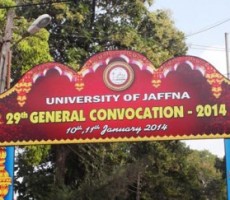 UNIVERSITY OF JAFFNA
29th GENERAL CONVOCATION - 2014
10th, 11th January 2014